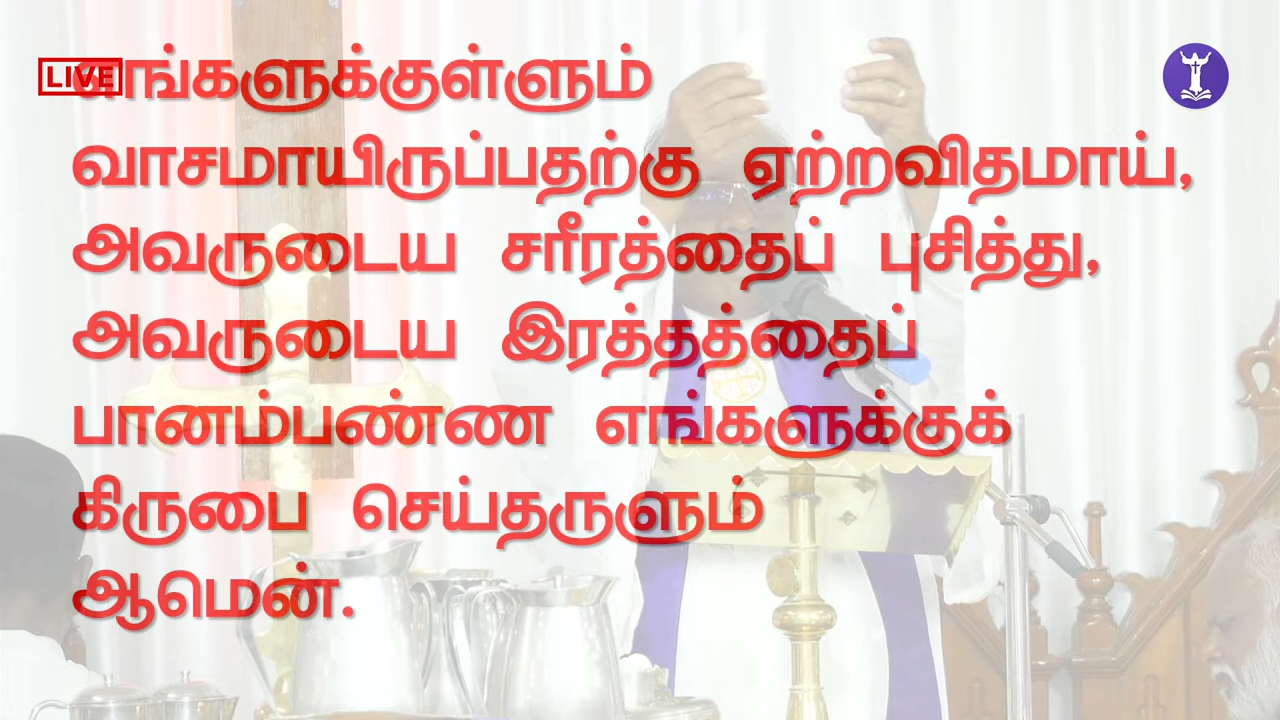 LIVE
எங்களுக்குள்ளும்
வாசமாயிருப்பதற்கு ஏற்றவிதமாய்,
அவருடைய சரீரத்தைப் புசித்து,
அவருடைய இரத்தத்தைப்
பானம்பண்ண எங்களுக்குக்
கிருபை செய்தருளும்
ஆமென்.